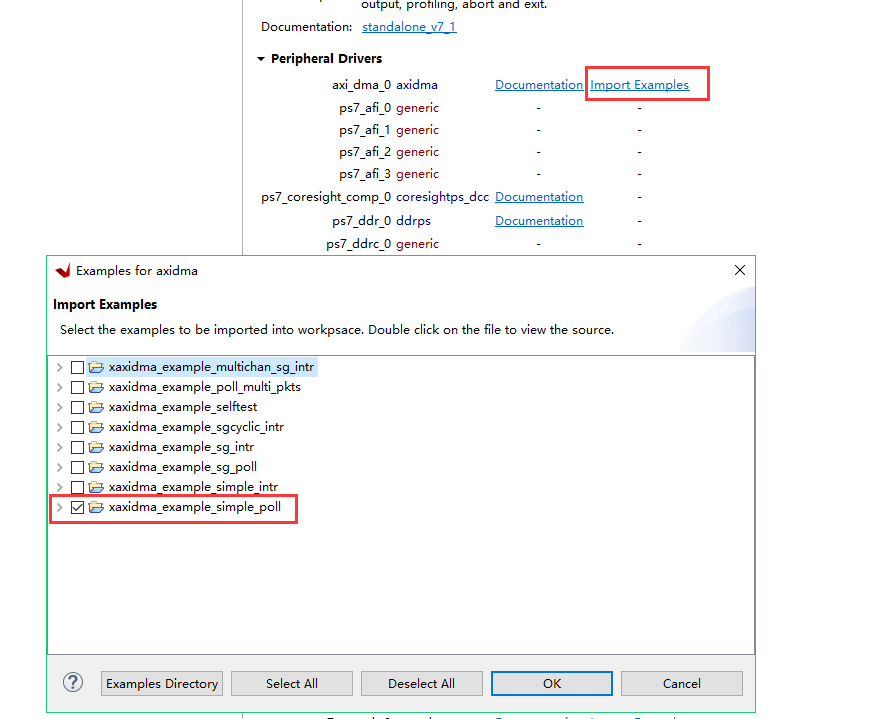 output, profiling, abort and exit.
Documentation: standalone_v7_1
Peripheral Drivers
axi_dma_0 axidma Documentation Import Examples
ps7_afi_0 generic - -
ps7_afi_1 generic - -
ps7_afi_2 generic - -
ps7_afi_3 generic - -
ps7_coresight_comp_0 coresightps_dcc Documentation -
ps7_ddr_0 ddrps Documentation -
ps7_ddrc_0 generic - -
Examples for axidma
Import Examples
Select the examples to be imported into workpsace. Double click on the file to view the source.
xaxidma_example_multichan_sg_intr
xaxidma_example_poll_multi_pkts
xaxidma_example_selftest
xaxidma_example_sgcyclic_intr
xaxidma_example_sg_intr
xaxidma_example_sg_poll
xaxidma_example_simple_intr
xaxidma_example_simple_poll
? Examples Directory Select All Deselect All OK Cancel